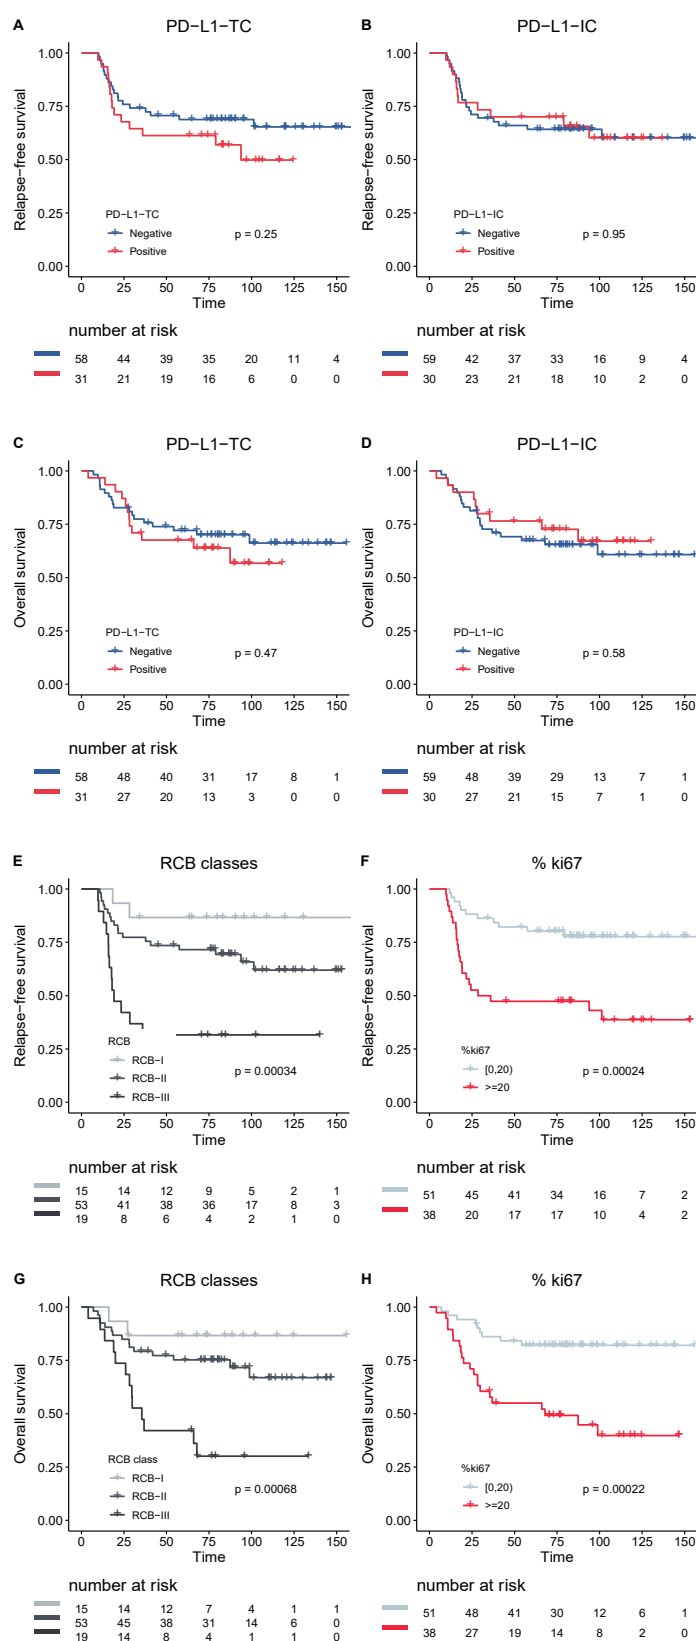 A PD−L1−TC
1.00
0.75
0.50
0.25
0.00
Relapse−free survival
PD−L1−TC
Negative
Positive
p = 0.25
0 25 50 75 100 125 150
Time
number at risk
58 44 39 35 20 11 4
31 21 19 16 6 0 0
B PD−L1−IC
1.00
0.75
0.50
0.25
0.00
Relapse−free survival
PD−L1−IC
Negative
Positive
p = 0.95
0 25 50 75 100 125 150
Time
number at risk
59 42 37 33 16 9 4
30 23 21 18 10 2 0
C PD−L1−TC
1.00
0.75
0.50
0.25
0.00
Overall survival
PD−L1−TC
Negative
Positive
p = 0.47
0 25 50 75 100 125 150
Time
number at risk
58 48 40 31 17 8 1
31 27 20 13 3 0 0
D PD−L1−IC
1.00
0.75
0.50
0.25
0.00
Overall survival
PD−L1−IC
Negative
Positive
p = 0.58
0 25 50 75 100 125 150
Time
number at risk
59 48 39 29 13 7 1
30 27 21 15 7 1 0
E RCB classes
1.00
0.75
0.50
0.25
0.00
Relapse−free survival
RCB
RCB−I
RCB−II
RCB−III
p = 0.00034
0 25 50 75 100 125 150
Time
number at risk
15 14 12 9 5 2 1
53 41 38 36 17 8 3
19 8 6 4 2 1 0
F % ki67
1.00
0.75
0.50
0.25
0.00
Relapse−free survival
%ki67
[0,20)
>=20
p = 0.00024
0 25 50 75 100 125 150
Time
number at risk
51 45 41 34 16 7 2
38 20 17 17 10 4 2
G RCB classes
1.00
0.75
0.50
0.25
0.00
Overall survival
RCB class
RCB−I
RCB−II
RCB−III
p = 0.00068
0 25 50 75 100 125 150
Time
number at risk
15 14 12 7 4 1 1
53 45 38 31 14 6 0
19 14 8 4 1 1 0
H % ki67
1.00
0.75
0.50
0.25
0.00
Overall survival
%ki67
[0,20)
>=20
p = 0.00022
0 25 50 75 100 125 150
Time
number at risk
51 48 41 30 12 6 1
38 27 19 14 8 2 0